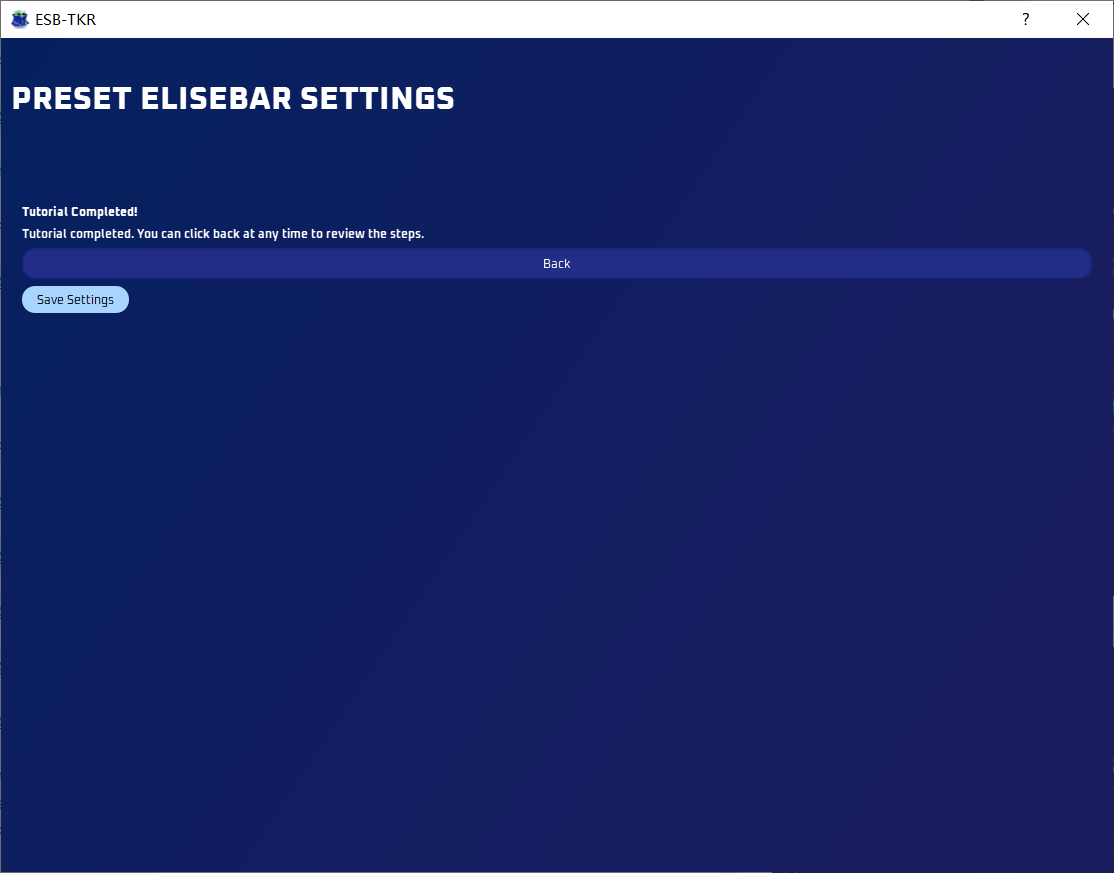 ESB-TKR
?
PRESET ELISEBAR SETTINGS
Tutorial Completed!
Tutorial completed. You can click back at any time to review the steps.
Back
Save Settings